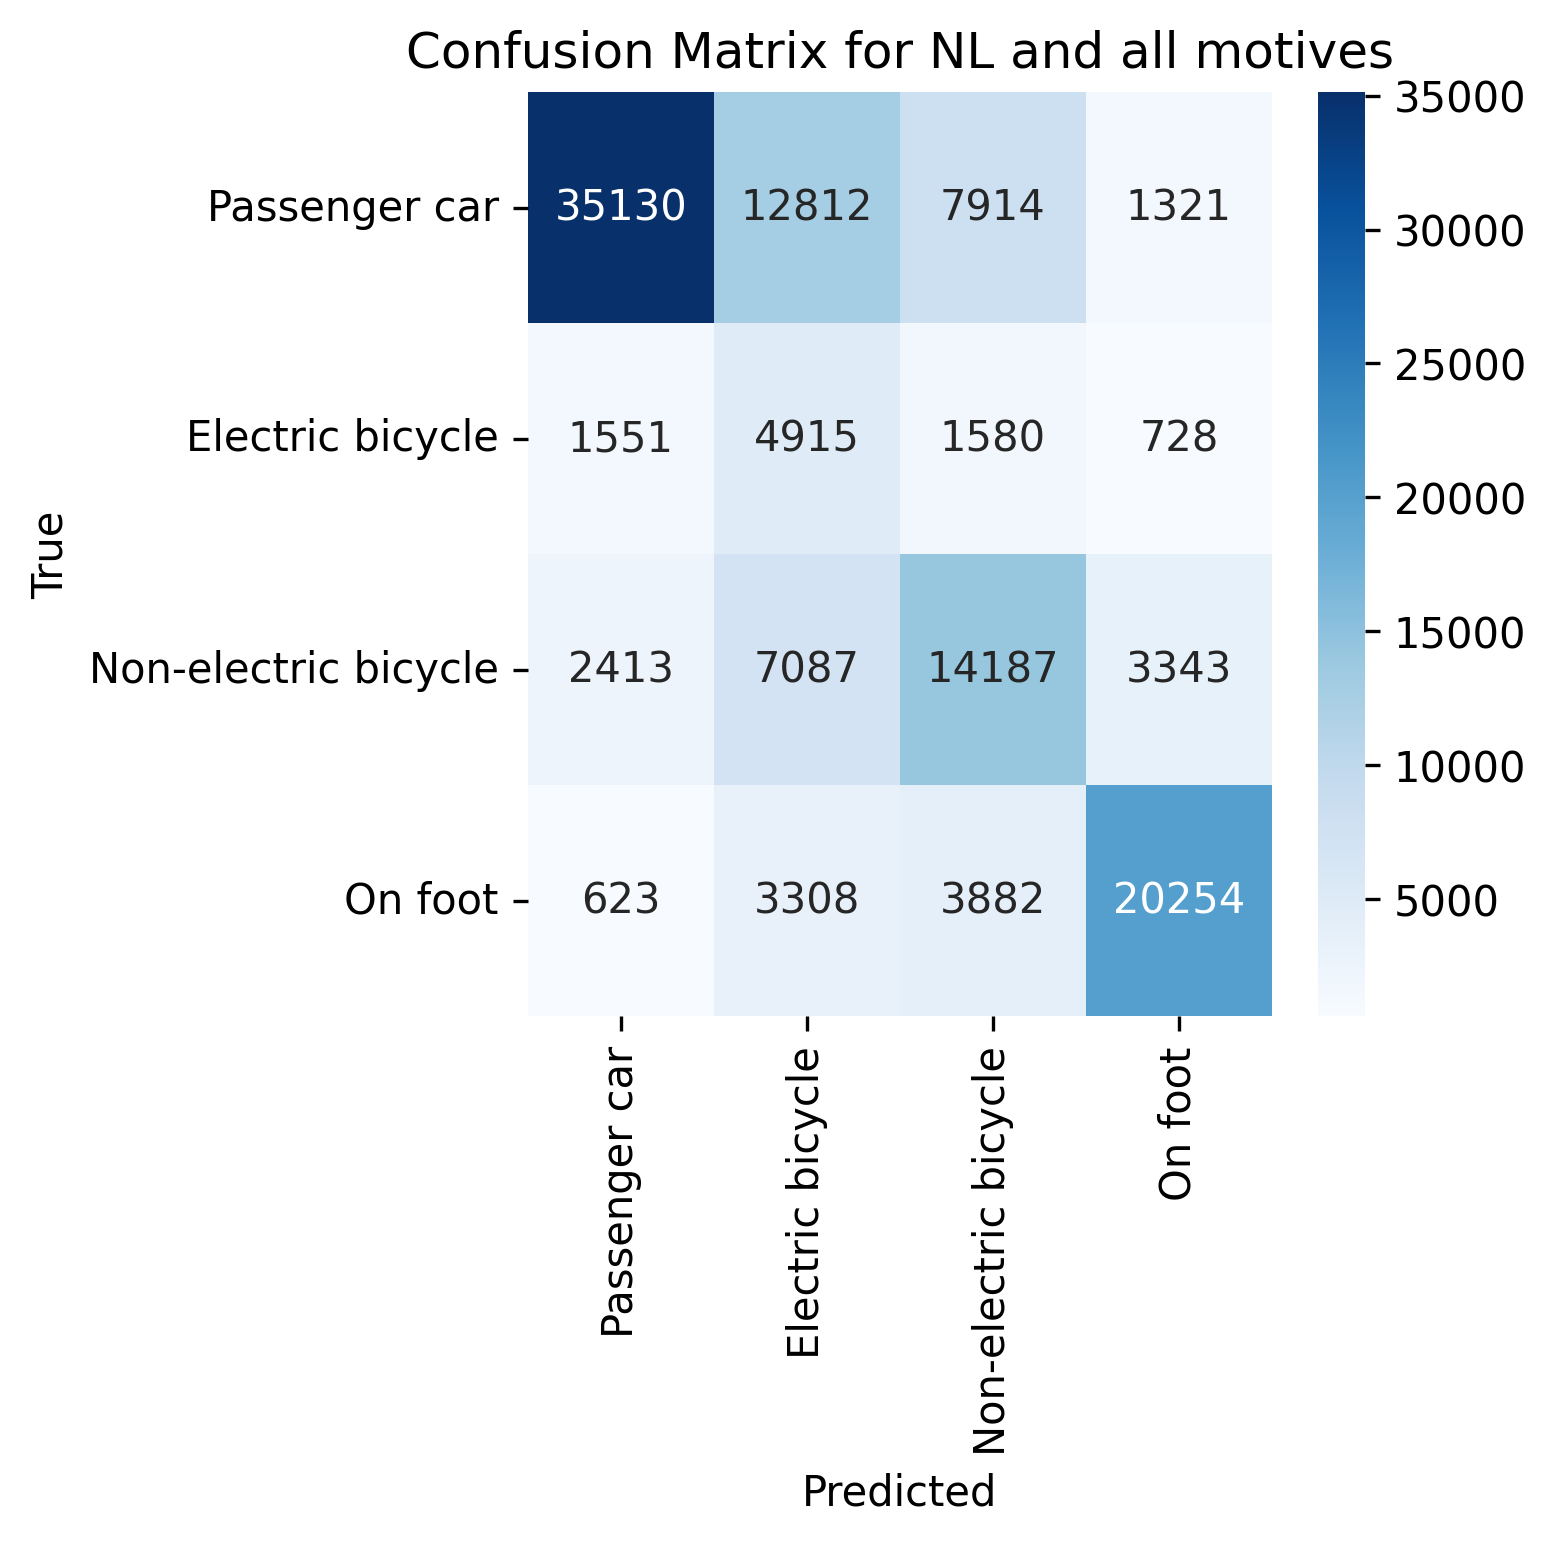 Confusion Matrix for NL and all motives
True
Passenger car
35130 12812 7914 1321
Electric bicycle
1551 4915 1580 728
Non-electric bicycle
2413 7087 14187 3343
On foot
623 3308 3882 20254
Passenger car
Electric bicycle
Non-electric bicycle
On foot
Predicted
35000
30000
25000
20000
15000
10000
5000